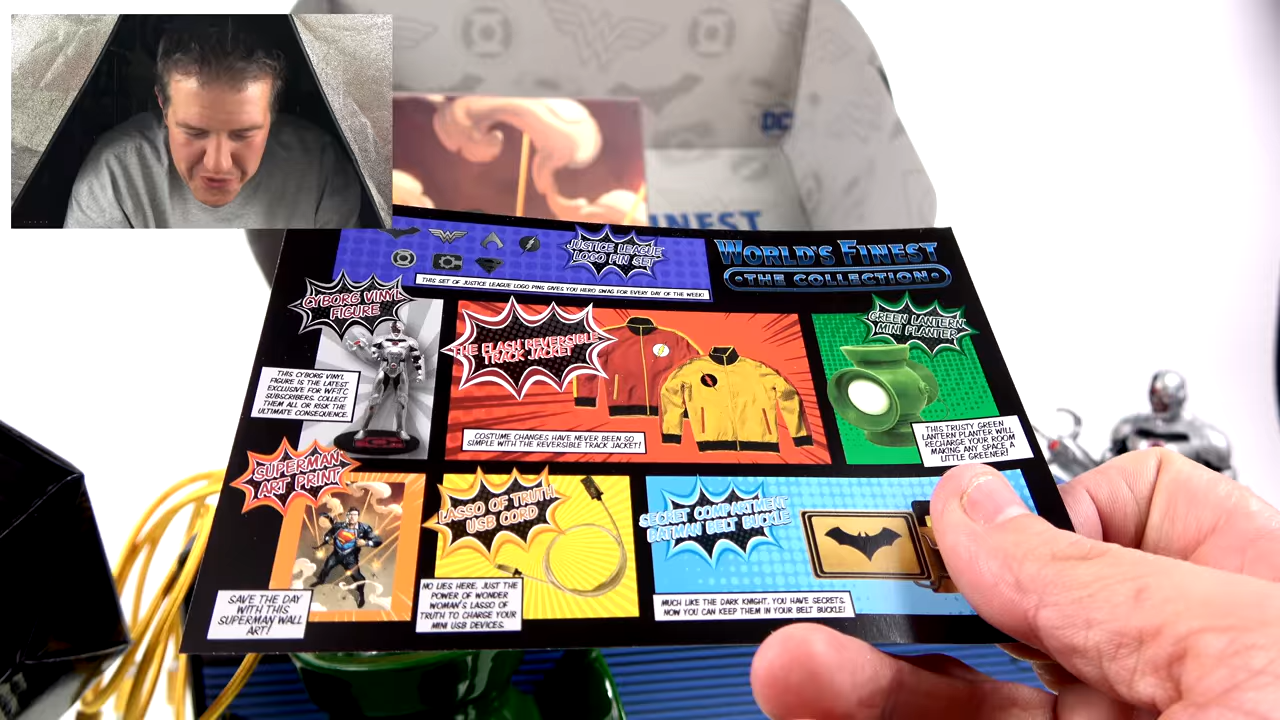 DC
FINEST
JUSTICE LEAGUE
LOGO PIN SET
THIS SET OF JUSTICE LEAGUE LOGO PINS GIVES YOU HERO SWAG FOR EVERY DAY OF THE WEEK!
WORLD'S FINEST
• THE COLLECTION •
CYBORG VINYL
FIGURE
THIS CYBORG VINYL
FIGURE IS THE LATEST
EXCLUSIVE FOR WF:TC
SUBSCRIBERS. COLLECT
THEM ALL OR RISK THE
ULTIMATE CONSEQUENCE.
THE FLASH REVERSIBLE
TRACK JACKET
COSTUME CHANGES HAVE NEVER BEEN SO
SIMPLE WITH THE REVERSIBLE TRACK JACKET!
GREEN LANTERN
MINI PLANTER
THIS TRUSTY GREEN
LANTERN PLANTER WILL
RECHARGE YOUR ROOM
MAKING ANY SPACE A
LITTLE GREENER!
SUPERMAN
ART PRINT
SAVE THE DAY
WITH THIS
SUPERMAN WALL
ART!
LASSO OF TRUTH
USB CORD
NO LIES HERE, JUST THE
POWER OF WONDER
WOMAN'S LASSO OF
TRUTH TO CHARGE YOUR
MINI USB DEVICES.
SECRET COMPARTMENT
BATMAN BELT BUCKLE
MUCH LIKE THE DARK KNIGHT, YOU HAVE SECRETS.
NOW YOU CAN KEEP THEM IN YOUR BELT BUCKLE!